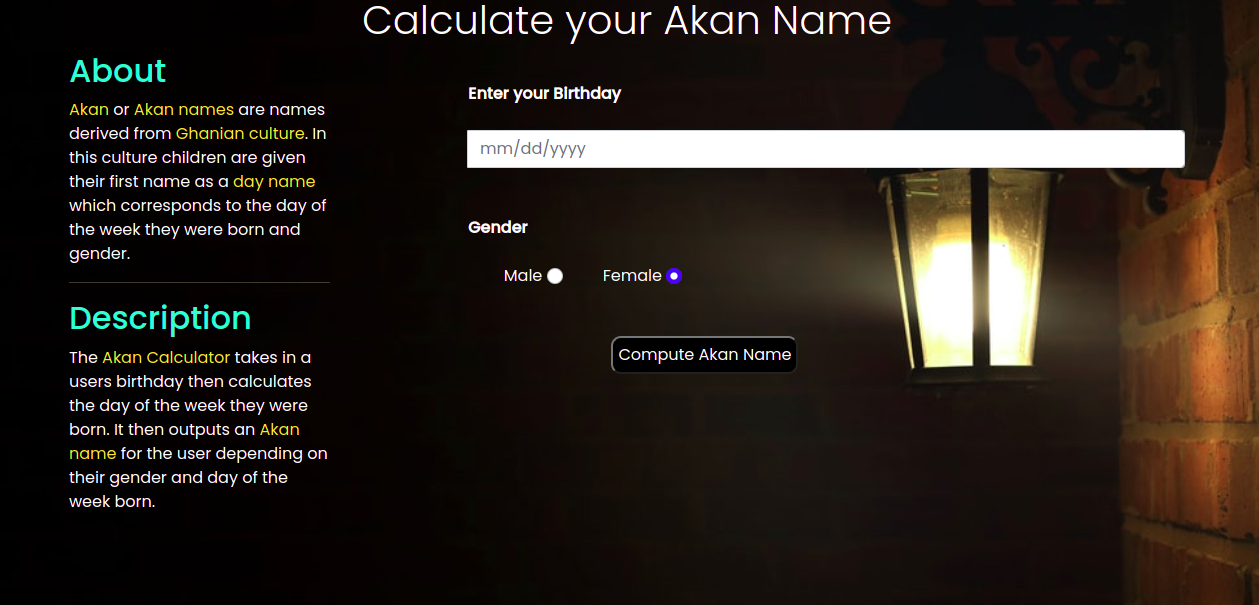 Calculate your Akan Name
About
Akan or Akan names are names
derived from Ghanian culture. In
this culture children are given
their first name as a day name
which corresponds to the day of
the week they were born and
gender.
Description
The Akan Calculator takes in a
users birthday then calculates
the day of the week they were
born. It then outputs an Akan
name for the user depending on
their gender and day of the
week born.
Enter your Birthday
mm/dd/yyyy
Gender
Male Female
Compute Akan Name